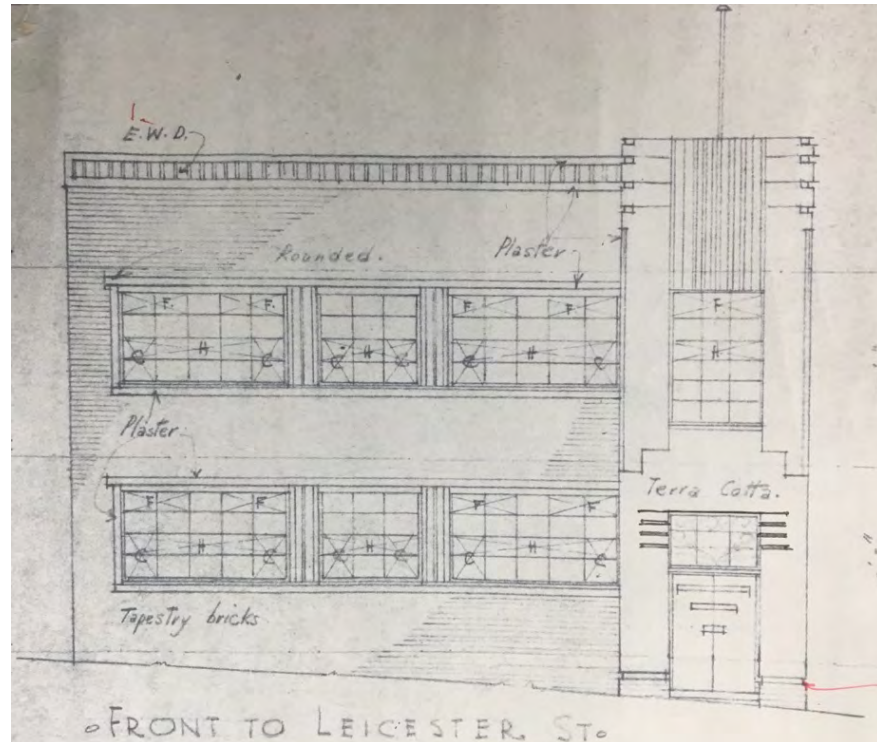 E.W.D.
Rounded.
Plaster
F. F. F F F
C H C C H C C H C H
Plaster
Terra Cotta.
F F F F
C H C C H C C H C
Tapestry bricks
FRONT TO LEICESTER ST.